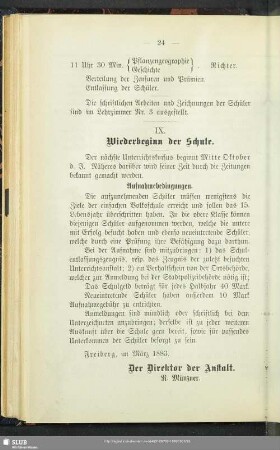 — 24 —
11 Uhr 30 Min. { Pflanzengeographie
Geschichte } . Richter.
Verteilung der Zensuren und Prämien
Entlassung der Schüler.
Die schriftlichen Arbeiten und Zeichnungen der Schüler
sind im Lehrzimmer Nr. 3 ausgestellt.
IX.
Wiederbeginn der Schule.
Der nächste Unterrichtskursus beginnt Mitte Oktober
d. J. Näheres darüber wird seiner Zeit durch die Zeitungen
bekannt gemacht werden.
Aufnahmebedingungen.
Die aufzunehmenden Schüler müssen wenigstens die
Ziele der einfachen Volksschule erreicht und sollen das 15.
Lebensjahr überschritten haben. In die obere Klasse können
diejenigen Schüler aufgenommen werden, welche die untere
mit Erfolg besucht haben und ebenso neueintretende Schüler,
welche durch eine Prüfung ihre Befähigung dazu darthun.
Bei der Aufnahme sind mitzubringen: 1) das Schul-
entlassungszeugnis, resp. das Zeugnis der zuletzt besuchten
Unterrichtsanstalt; 2) ein Verhaltschein von der Ortsbehörde,
welcher zur Anmeldung bei der Stadtpolizeibehörde nötig ist;
Das Schulgeld beträgt für jedes Halbjahr 40 Mark.
Neueintretende Schüler haben außerdem 10 Mark
Aufnahmegebühr zu entrichten.
Anmeldungen sind mündlich oder schriftlich bei dem
Unterzeichneten anzubringen; derselbe ist zu jeder weiteren
Auskunft über die Schule gern bereit, sowie für passendes
Unterkommen der Schüler besorgt zu sein.
Freiberg, im März 1885.
Der Direktor der Anstalt.
R. Münzner.
SLUB